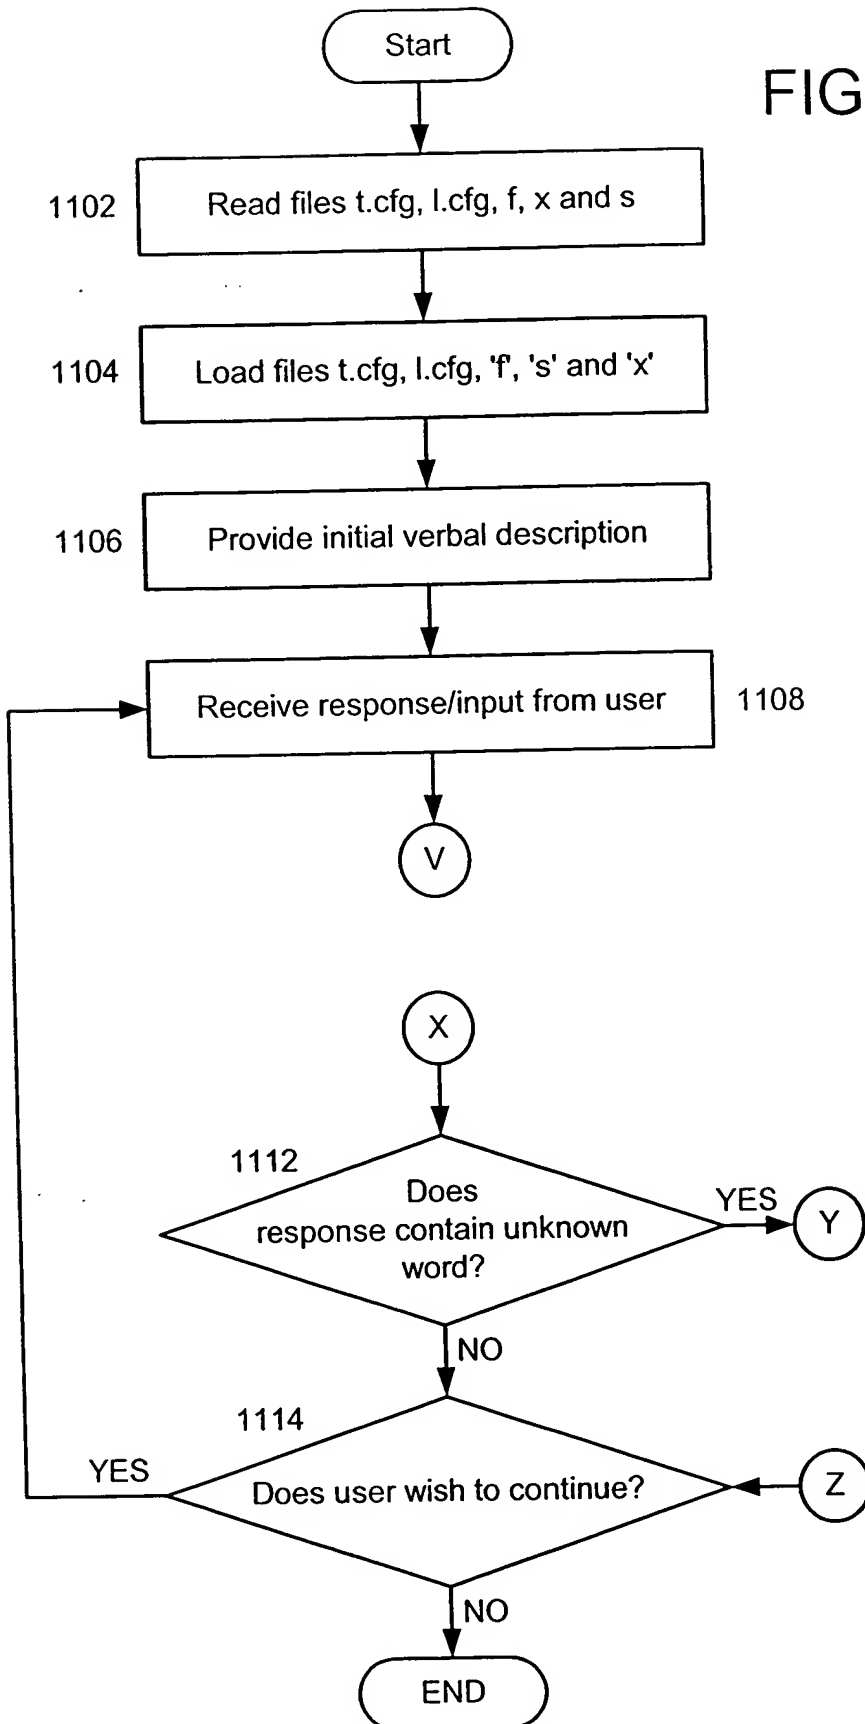 Start
FIG
1102
Read files t.cfg, l.cfg, f, x and s
1104
Load files t.cfg, l.cfg, 'f', 's' and 'x'
1106
Provide initial verbal description
Receive response/input from user
1108
V
X
1112
Does
response contain unknown
word?
YES
Y
NO
1114
YES
Does user wish to continue?
Z
NO
END